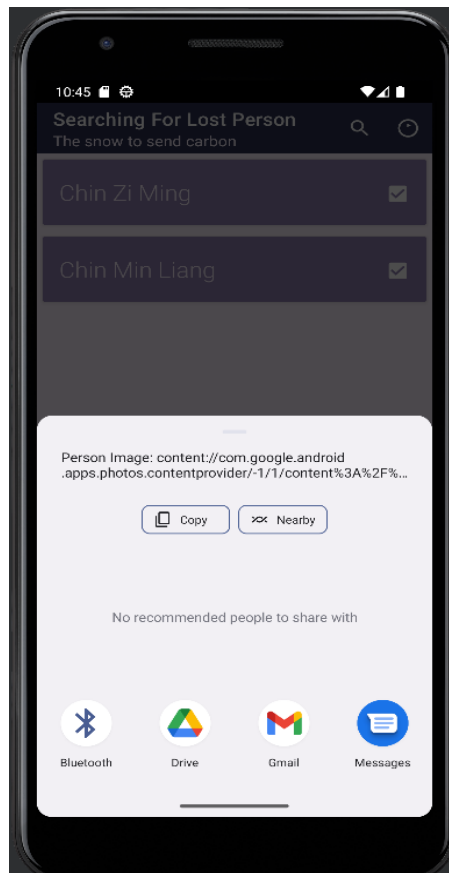 10:45
Searching For Lost Person
The snow to send carbon
Chin Zi Ming
Chin Min Liang
Person Image: content://com.google.android
.apps.photos.contentprovider/-1/1/content%3A%2F%...
Copy
Nearby
No recommended people to share with
Bluetooth
Drive
Gmail
Messages